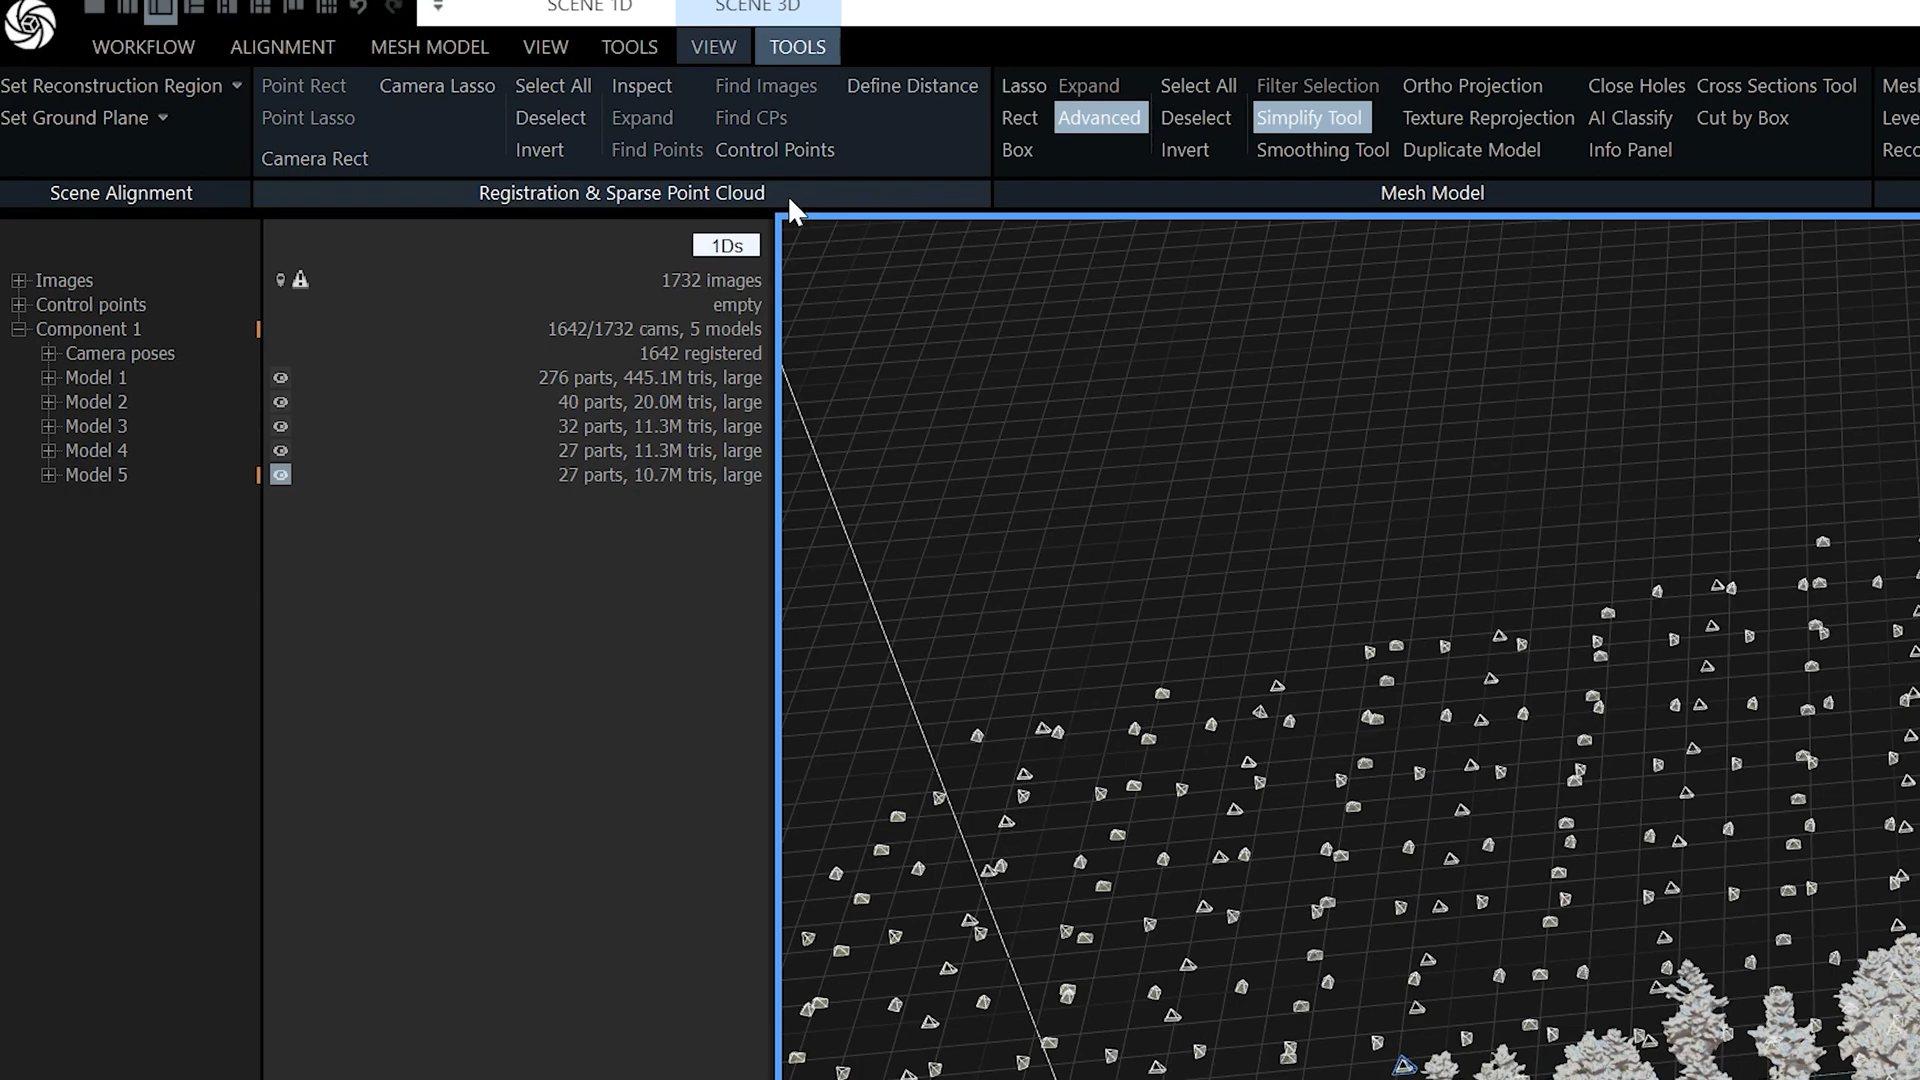 SCENE 1D SCENE 3D
WORKFLOW ALIGNMENT MESH MODEL VIEW TOOLS VIEW TOOLS
Set Reconstruction Region Point Rect Camera Lasso Select All Inspect Find Images Define Distance Lasso Expand Select All Filter Selection Ortho Projection Close Holes Cross Sections Tool
Set Ground Plane Point Lasso Deselect Expand Find CPs Rect Advanced Deselect Simplify Tool Texture Reprojection AI Classify Cut by Box
Camera Rect Invert Find Points Control Points Box Invert Smoothing Tool Duplicate Model Info Panel
Scene Alignment Registration & Sparse Point Cloud Mesh Model
1Ds
Images 1732 images
Control points empty
Component 1 1642/1732 cams, 5 models
Camera poses 1642 registered
Model 1 276 parts, 445.1M tris, large
Model 2 40 parts, 20.0M tris, large
Model 3 32 parts, 11.3M tris, large
Model 4 27 parts, 11.3M tris, large
Model 5 27 parts, 10.7M tris, large